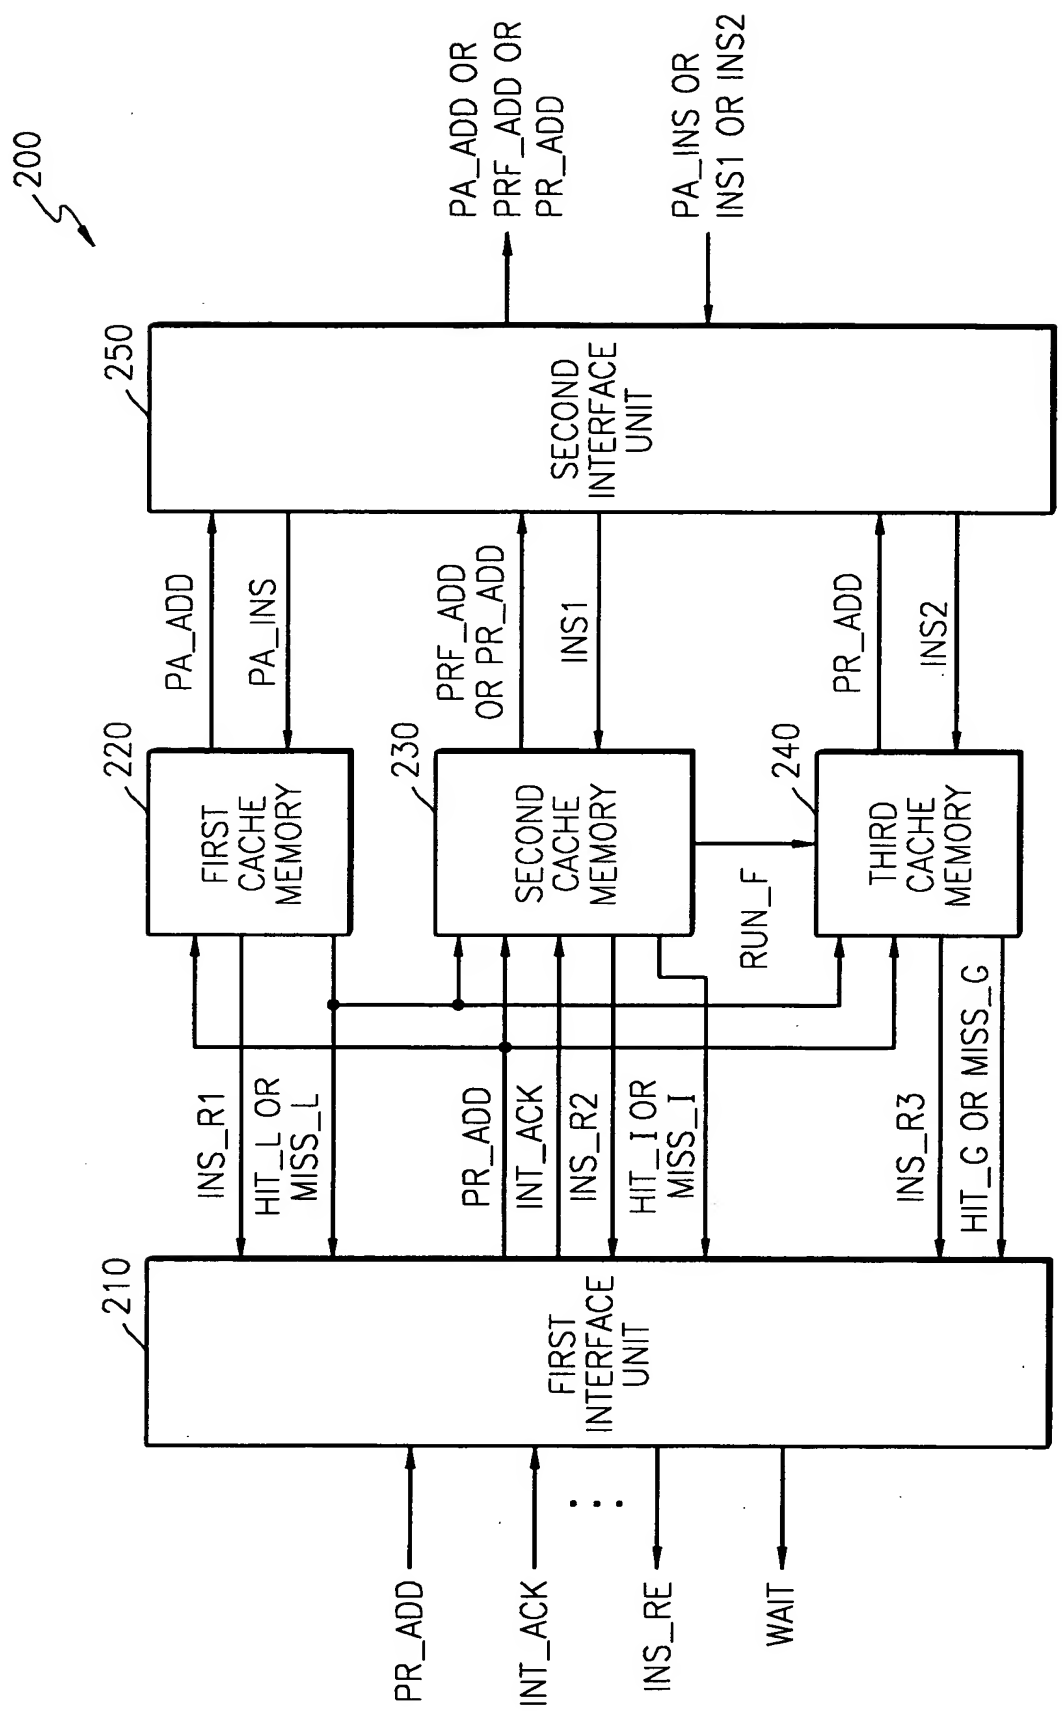 200
210
FIRST
INTERFACE
UNIT
PR_ADD
INT_ACK
INS_RE
WAIT
INS_R1
HIT_L OR
MISS_L
PR_ADD
INT_ACK
INS_R2
HIT_I OR
MISS_I
INS_R3
HIT_G OR MISS_G
220
FIRST
CACHE
MEMORY
230
SECOND
CACHE
MEMORY
RUN_F
240
THIRD
CACHE
MEMORY
PA_ADD
PA_INS
PRF_ADD
OR PR_ADD
INS1
PR_ADD
INS2
250
SECOND
INTERFACE
UNIT
PA_ADD OR
PRF_ADD OR
PR_ADD
PA_INS OR
INS1 OR INS2